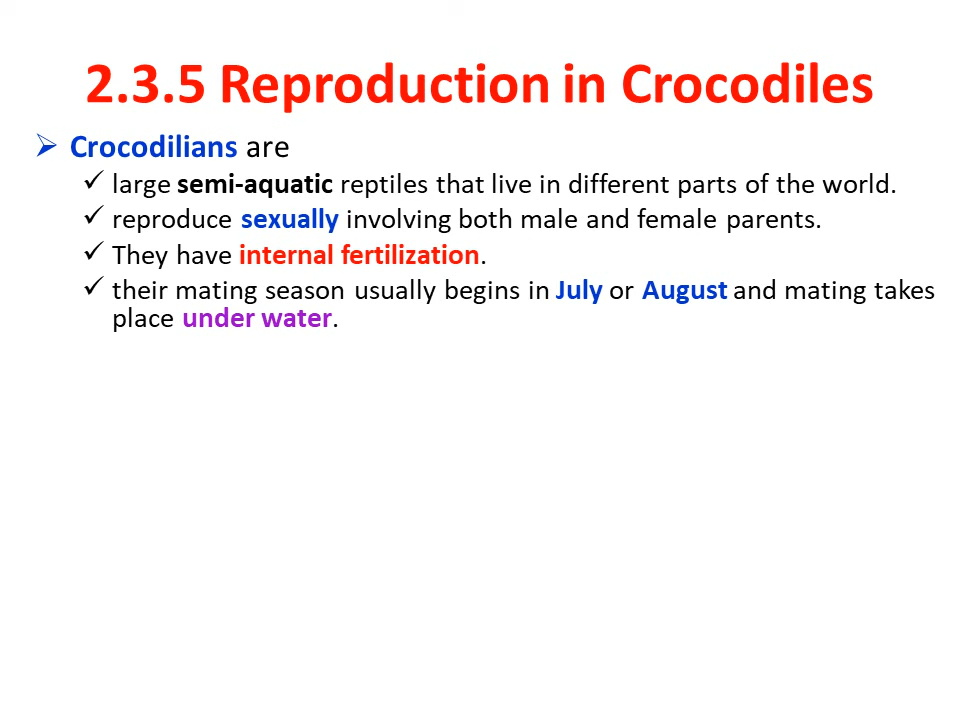 2.3.5 Reproduction in Crocodiles
➢ Crocodilians are
✓ large semi-aquatic reptiles that live in different parts of the world.
✓ reproduce sexually involving both male and female parents.
✓ They have internal fertilization.
✓ their mating season usually begins in July or August and mating takes
place under water.